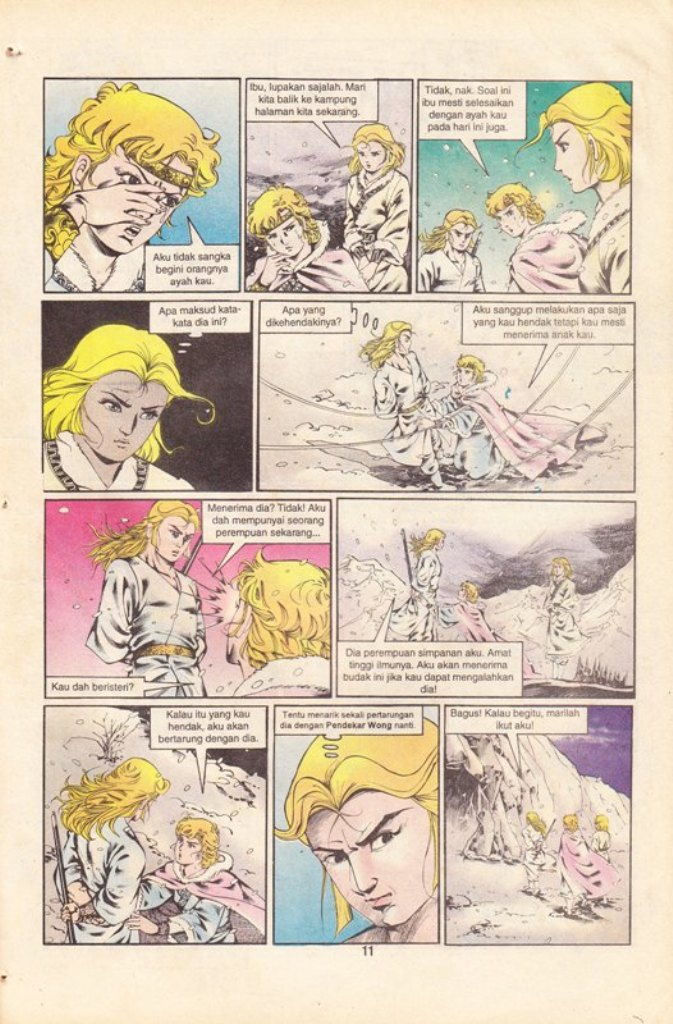 Aku tidak sangka
begini orangnya
ayah kau.
Ibu, lupakan sajalah. Mari
kita balik ke kampung
halaman kita sekarang.
Tidak, nak. Soal ini
ibu mesti selesaikan
dengan ayah kau
pada hari ini juga.
Apa maksud kata-
kata dia ini?
Apa yang
dikehendakinya?
Aku sanggup melakukan apa saja
yang kau hendak tetapi kau mesti
menerima anak kau.
Menerima dia? Tidak! Aku
dah mempunyai seorang
perempuan sekarang...
Kau dah beristeri?
Dia perempuan simpanan aku. Amat
tinggi ilmunya. Aku akan menerima
budak ini jika kau dapat mengalahkan
dia!
Kalau itu yang kau
hendak, aku akan
bertarung dengan dia.
Tentu menarik sekali pertarungan
dia dengan Pendekar Wong nanti.
Bagus! Kalau begitu, marilah
ikut aku!
11